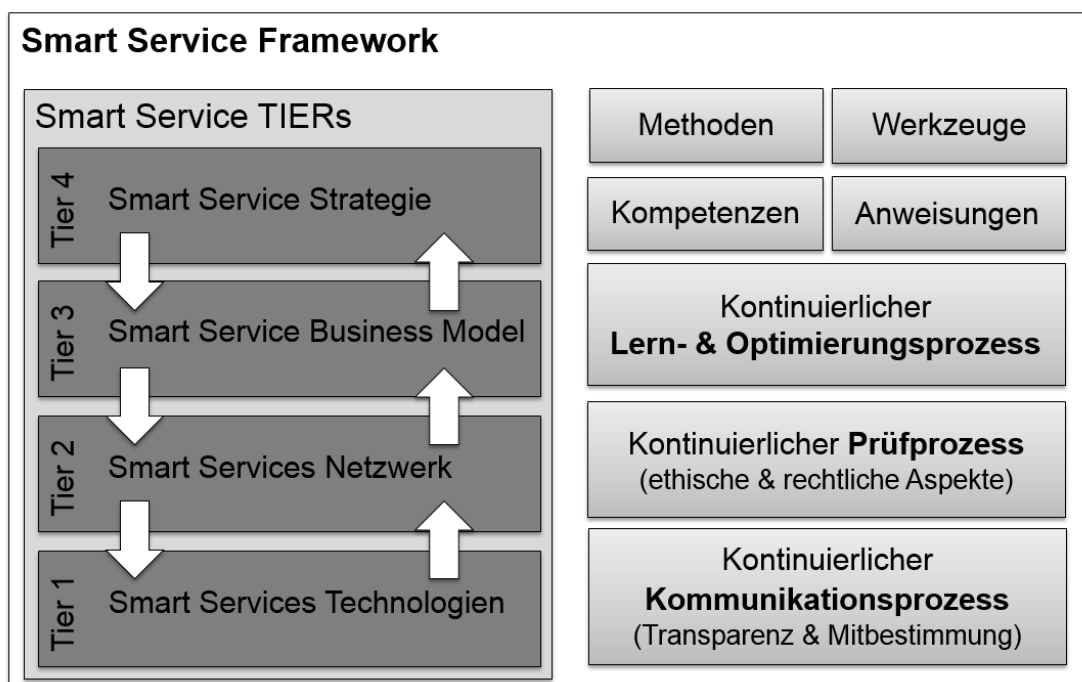 Smart Service Framework
Smart Service TIERs
Tier 4
Smart Service Strategie
Tier 3
Smart Service Business Model
Tier 2
Smart Services Netzwerk
Tier 1
Smart Services Technologien
Methoden
Werkzeuge
Kompetenzen
Anweisungen
Kontinuierlicher
Lern- & Optimierungsprozess
Kontinuierlicher Prüfprozess
(ethische & rechtliche Aspekte)
Kontinuierlicher
Kommunikationsprozess
(Transparenz & Mitbestimmung)